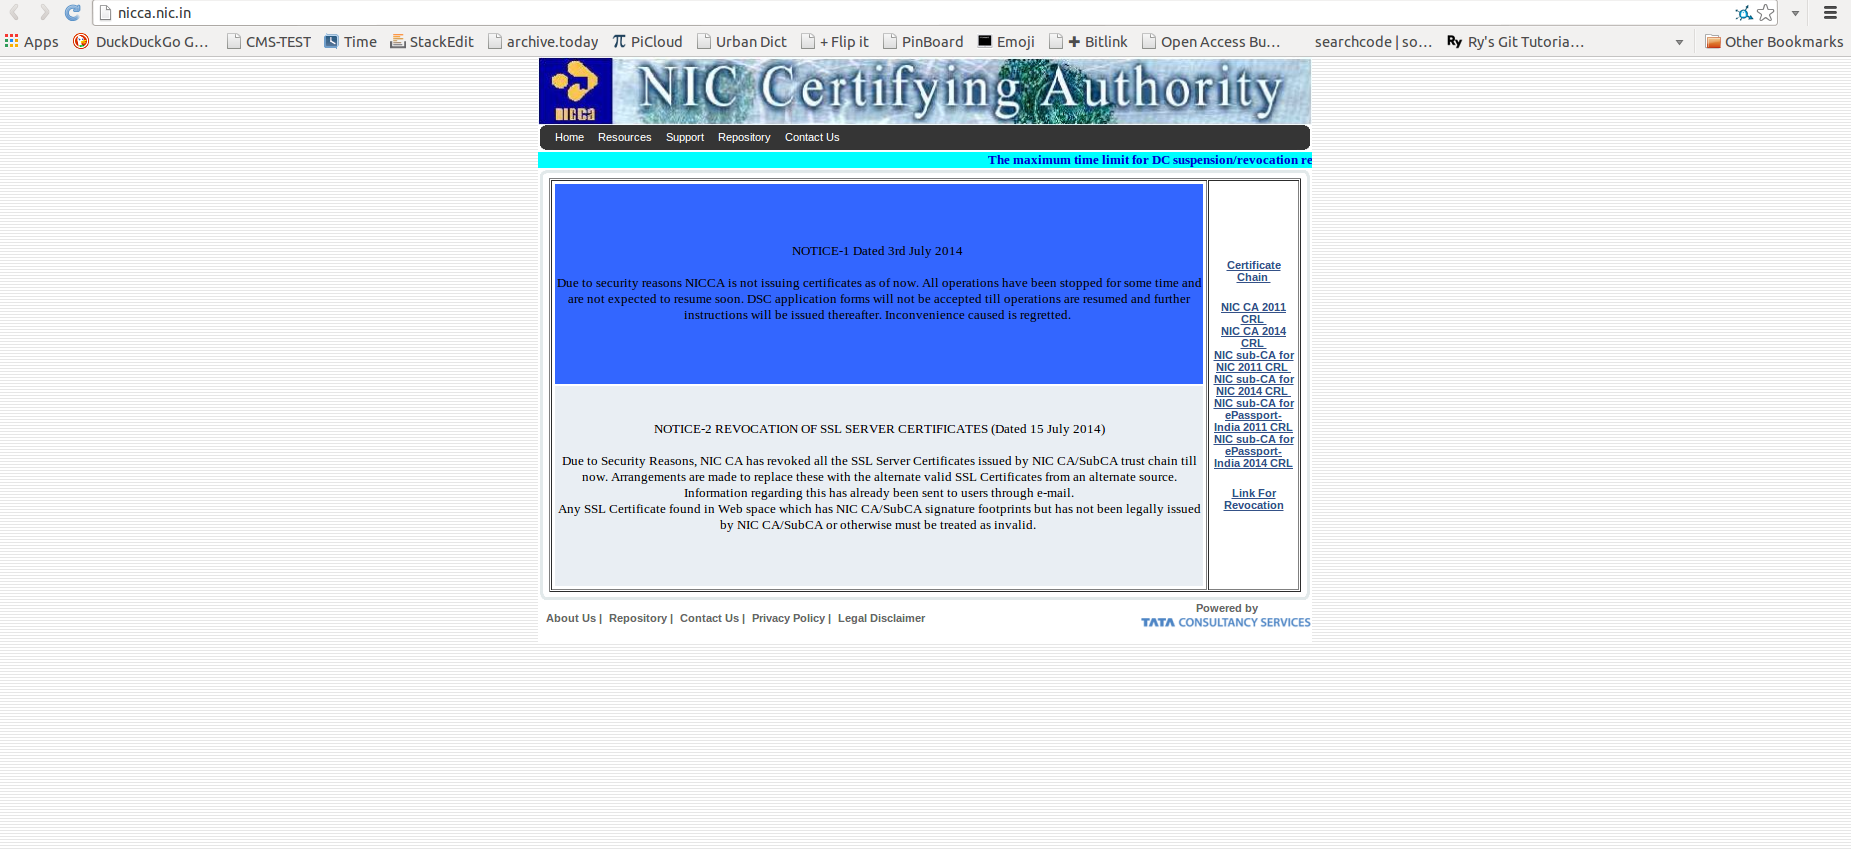 nicca.nic.in
Apps DuckDuckGo G... CMS-TEST Time StackEdit archive.today PiCloud Urban Dict + Flip it PinBoard Emoji + Bitlink Open Access Bu... searchcode | so... Ry Ry's Git Tutoria... Other Bookmarks
NICCA NIC Certifying Authority
Home Resources Support Repository Contact Us
The maximum time limit for DC suspension/revocation re
NOTICE-1 Dated 3rd July 2014
Due to security reasons NICCA is not issuing certificates as of now. All operations have been stopped for some time and
are not expected to resume soon. DSC application forms will not be accepted till operations are resumed and further
instructions will be issued thereafter. Inconvenience caused is regretted.
NOTICE-2 REVOCATION OF SSL SERVER CERTIFICATES (Dated 15 July 2014)
Due to Security Reasons, NIC CA has revoked all the SSL Server Certificates issued by NIC CA/SubCA trust chain till
now. Arrangements are made to replace these with the alternate valid SSL Certificates from an alternate source.
Information regarding this has already been sent to users through e-mail.
Any SSL Certificate found in Web space which has NIC CA/SubCA signature footprints but has not been legally issued
by NIC CA/SubCA or otherwise must be treated as invalid.
Certificate
Chain
NIC CA 2011
CRL
NIC CA 2014
CRL
NIC sub-CA for
NIC 2011 CRL
NIC sub-CA for
NIC 2014 CRL
NIC sub-CA for
ePassport-
India 2011 CRL
NIC sub-CA for
ePassport-
India 2014 CRL
Link For
Revocation
About Us | Repository | Contact Us | Privacy Policy | Legal Disclaimer
Powered by
TATA CONSULTANCY SERVICES